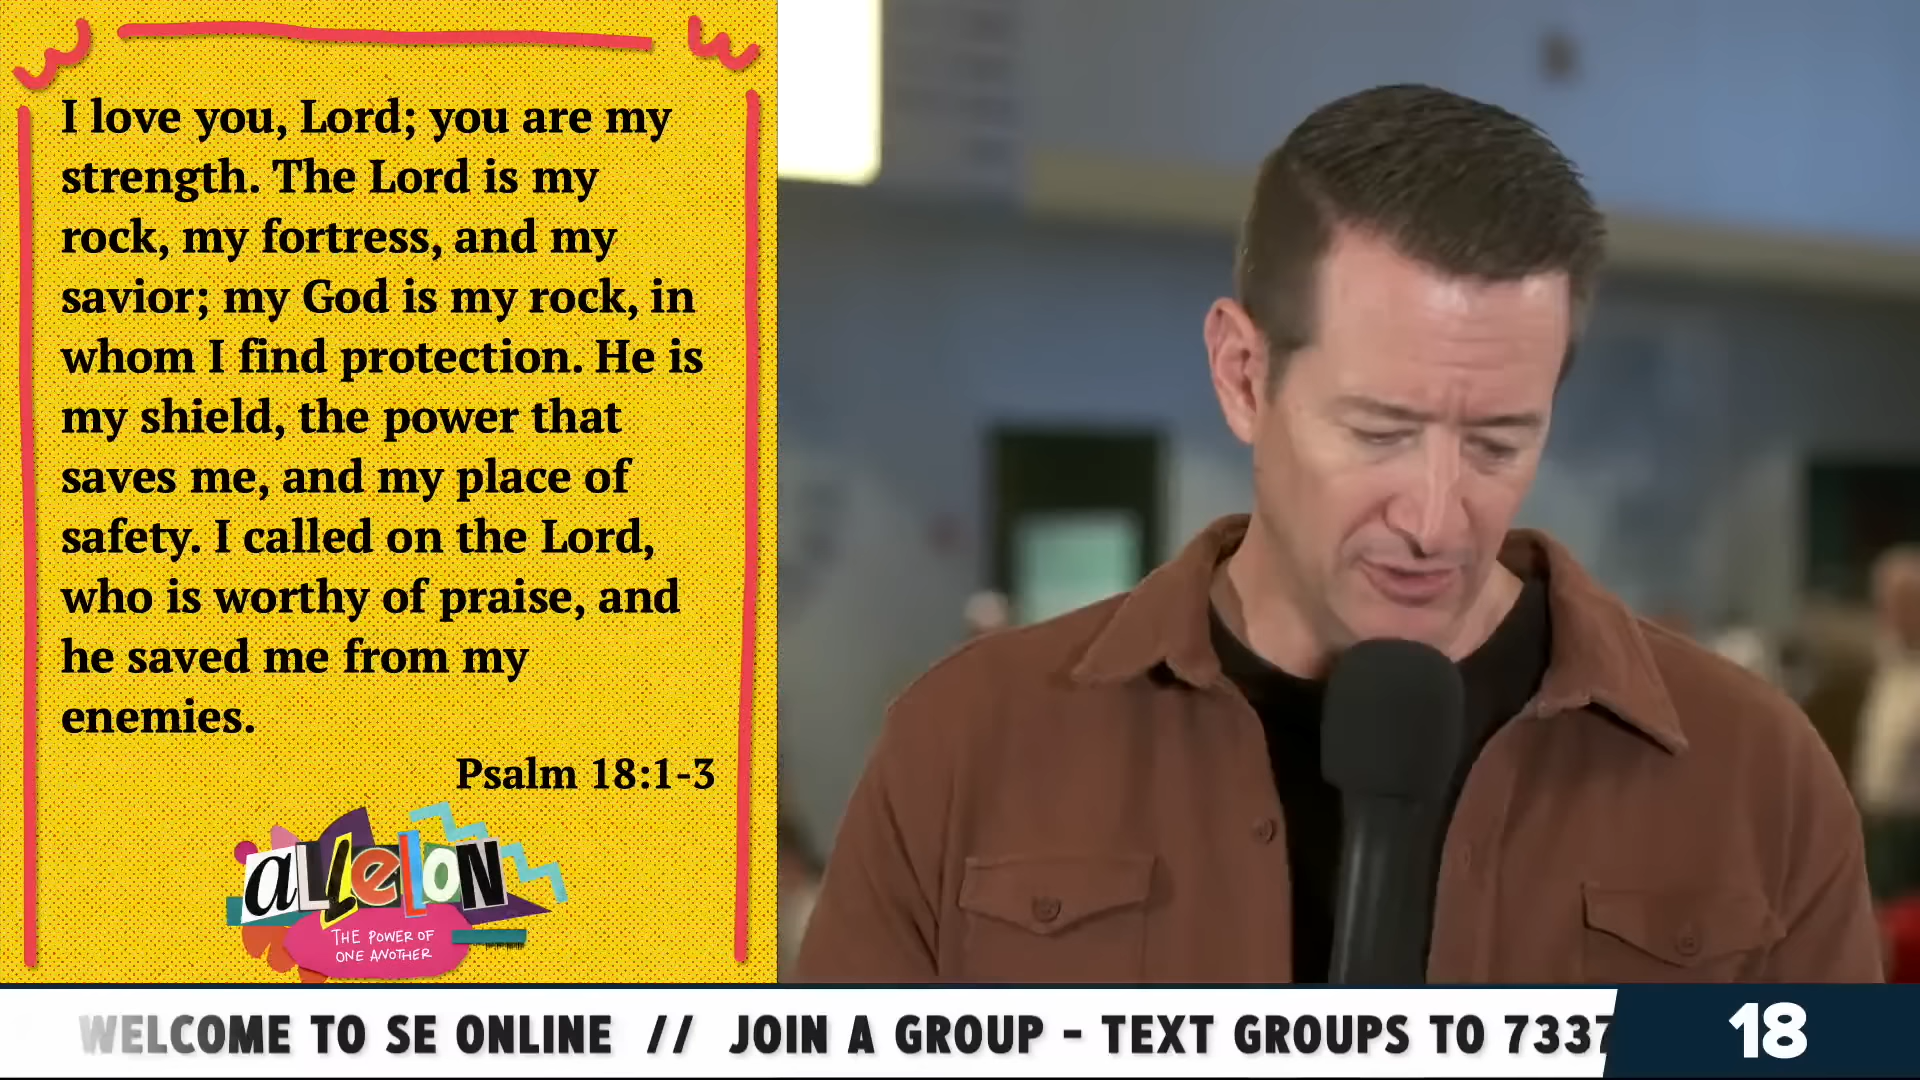 I love you, Lord; you are my
strength. The Lord is my
rock, my fortress, and my
savior; my God is my rock, in
whom I find protection. He is
my shield, the power that
saves me, and my place of
safety. I called on the Lord,
who is worthy of praise, and
he saved me from my
enemies.
Psalm 18:1-3
aLLeLON
THE POWER OF
ONE ANOTHER
WELCOME TO SE ONLINE // JOIN A GROUP - TEXT GROUPS TO 7337
18